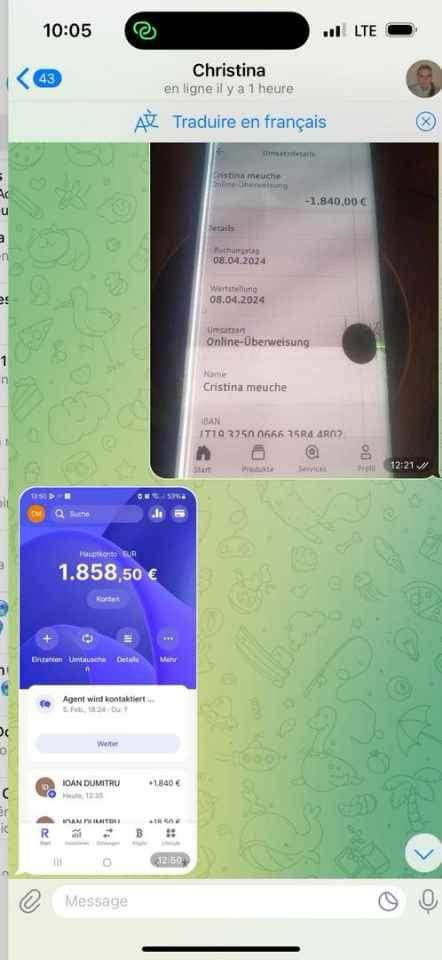 10:05
LTE
43
Christina
en ligne il y a 1 heure
Traduire en français
Umsatzdetails
Cristina meuche
Online-Überweisung
-1.840,00 €
Details
Buchungstag
08.04.2024
Wertstellung
08.04.2024
Umsatzart
Online-Überweisung
Name
Cristina meuche
IBAN
LT19 3250 0666 3584 4802
Start
Produkte
Services
Profil
12:21
12:50
53%
CM
Suche
Hauptkonto · EUR
1.858,50 €
Konten
Einzahlen
Umtausche
n
Details
Mehr
Agent wird kontaktiert ...
5. Feb., 18:24 · Du: ?
Weiter
ID
IOAN DUMITRU
+1.840 €
Heute, 12:35
IOAN DUMITRU
+18,50 €
R
Start
Investieren
Krypto
Lifestyle
12:50
Message